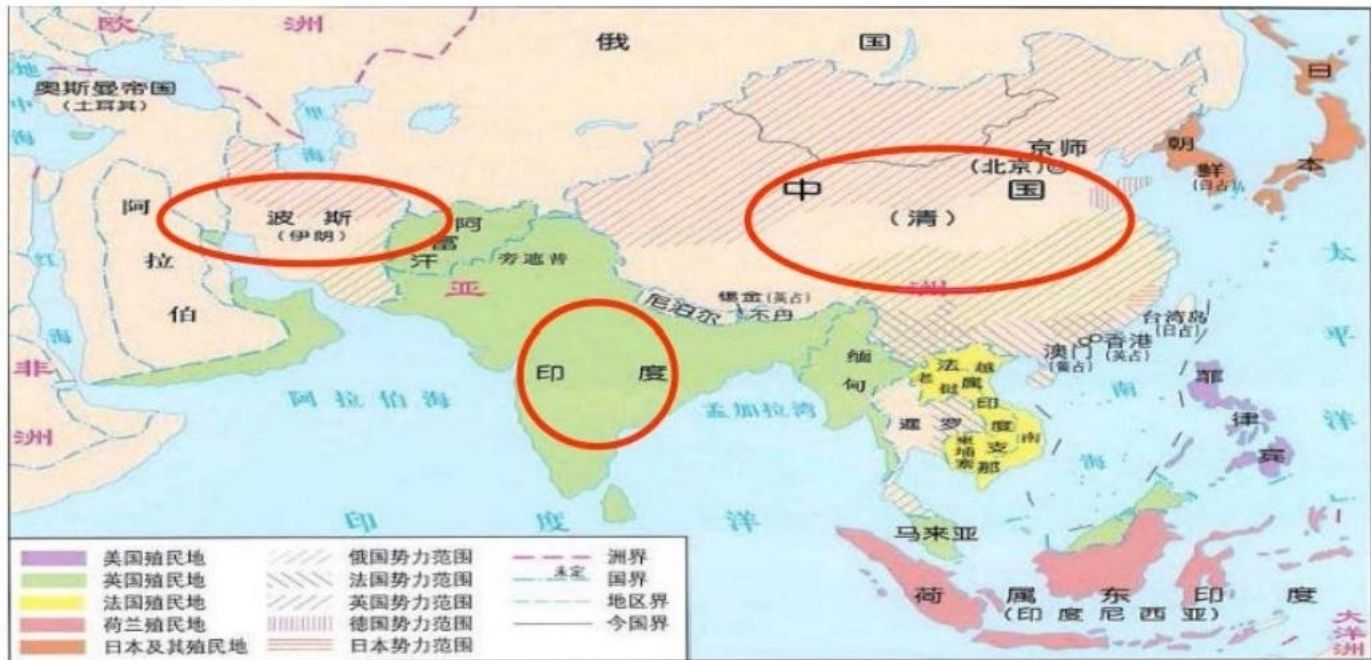 欧洲
俄国
地中海
奥斯曼帝国
(土耳其)
里海
日本
京师
(北京)
朝鲜
(日占)
中国
(清)
阿拉伯
波斯
(伊朗)
阿富汗
旁遮普
亚洲
红海
太平洋
尼泊尔
锡金(英占)
不丹
台湾岛
(日占)
香港
(英占)
澳门
(葡占)
印度
缅甸
法属印度支那
越南
老挝
柬埔寨
暹罗
非洲
阿拉伯海
孟加拉湾
南海
菲律宾
印度洋
马来亚
荷属东印度
(印度尼西亚)
大洋洲
美国殖民地
英国殖民地
法国殖民地
荷兰殖民地
日本及其殖民地
俄国势力范围
法国势力范围
英国势力范围
德国势力范围
日本势力范围
洲界
未定
国界
地区界
今国界